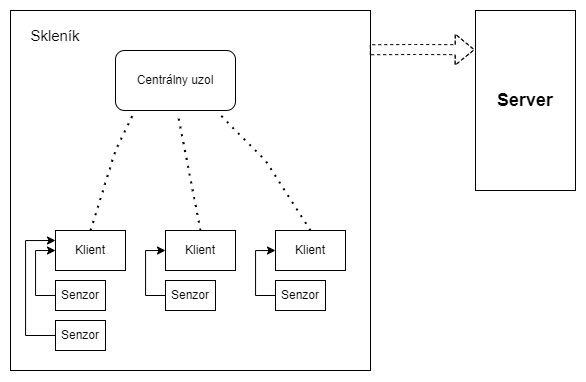 Skleník
Centrálny uzol
Server
Klient
Klient
Klient
Senzor
Senzor
Senzor
Senzor